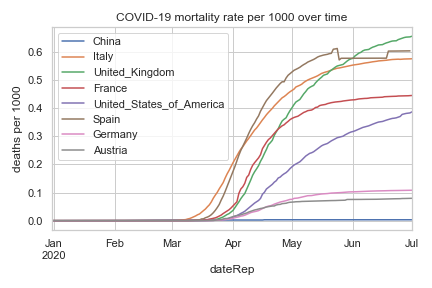 COVID-19 mortality rate per 1000 over time
China
Italy
United_Kingdom
France
United_States_of_America
Spain
Germany
Austria
deaths per 1000
0.6
0.5
0.4
0.3
0.2
0.1
0.0
Jan Feb Mar Apr May Jun Jul
2020
dateRep